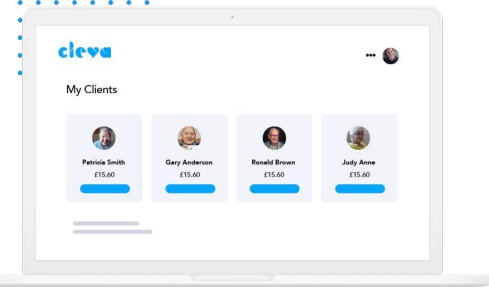 cleva
My Clients
Patricia Smith
Gary Anderson
Ronald Brown
Judy Anne
£15.60
£15.60
£15.60
£15.60